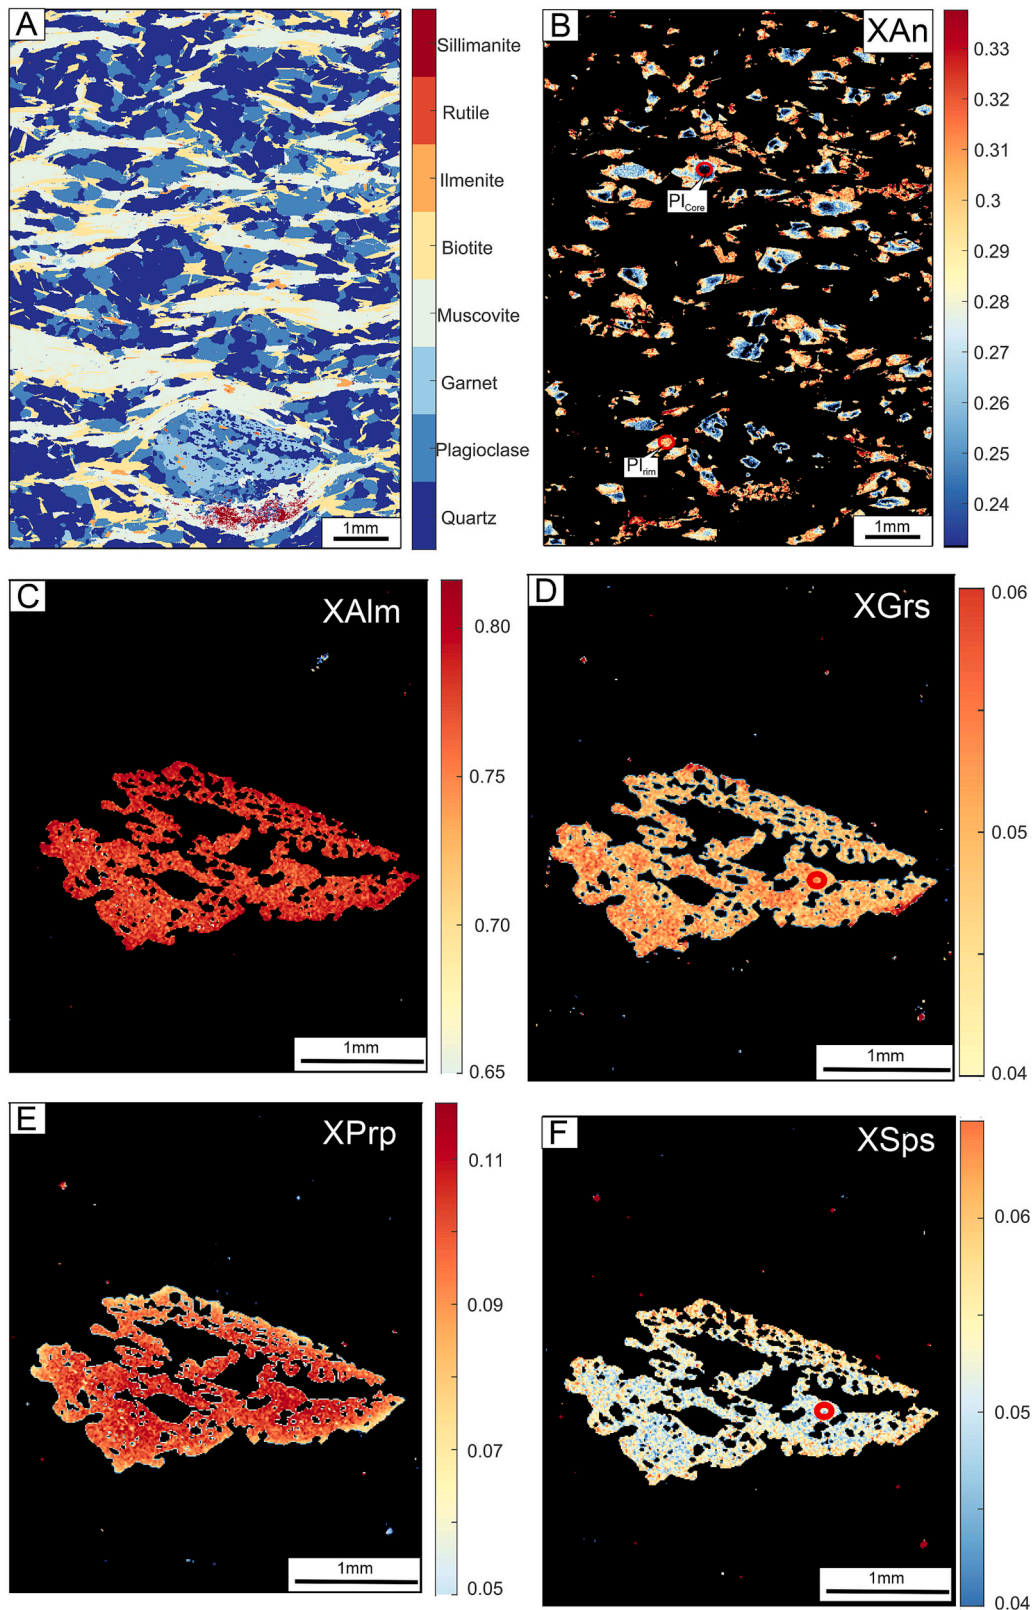 A
Sillimanite
Rutile
Ilmenite
Biotite
Muscovite
Garnet
Plagioclase
Quartz
1mm
B
XAn
0.33
0.32
0.31
0.3
0.29
0.28
0.27
0.26
0.25
0.24
PlCore
Plrim
1mm
C
XAlm
0.80
0.75
0.70
0.65
1mm
D
XGrs
0.06
0.05
0.04
1mm
E
XPrp
0.11
0.09
0.07
0.05
1mm
F
XSps
0.06
0.05
0.04
1mm